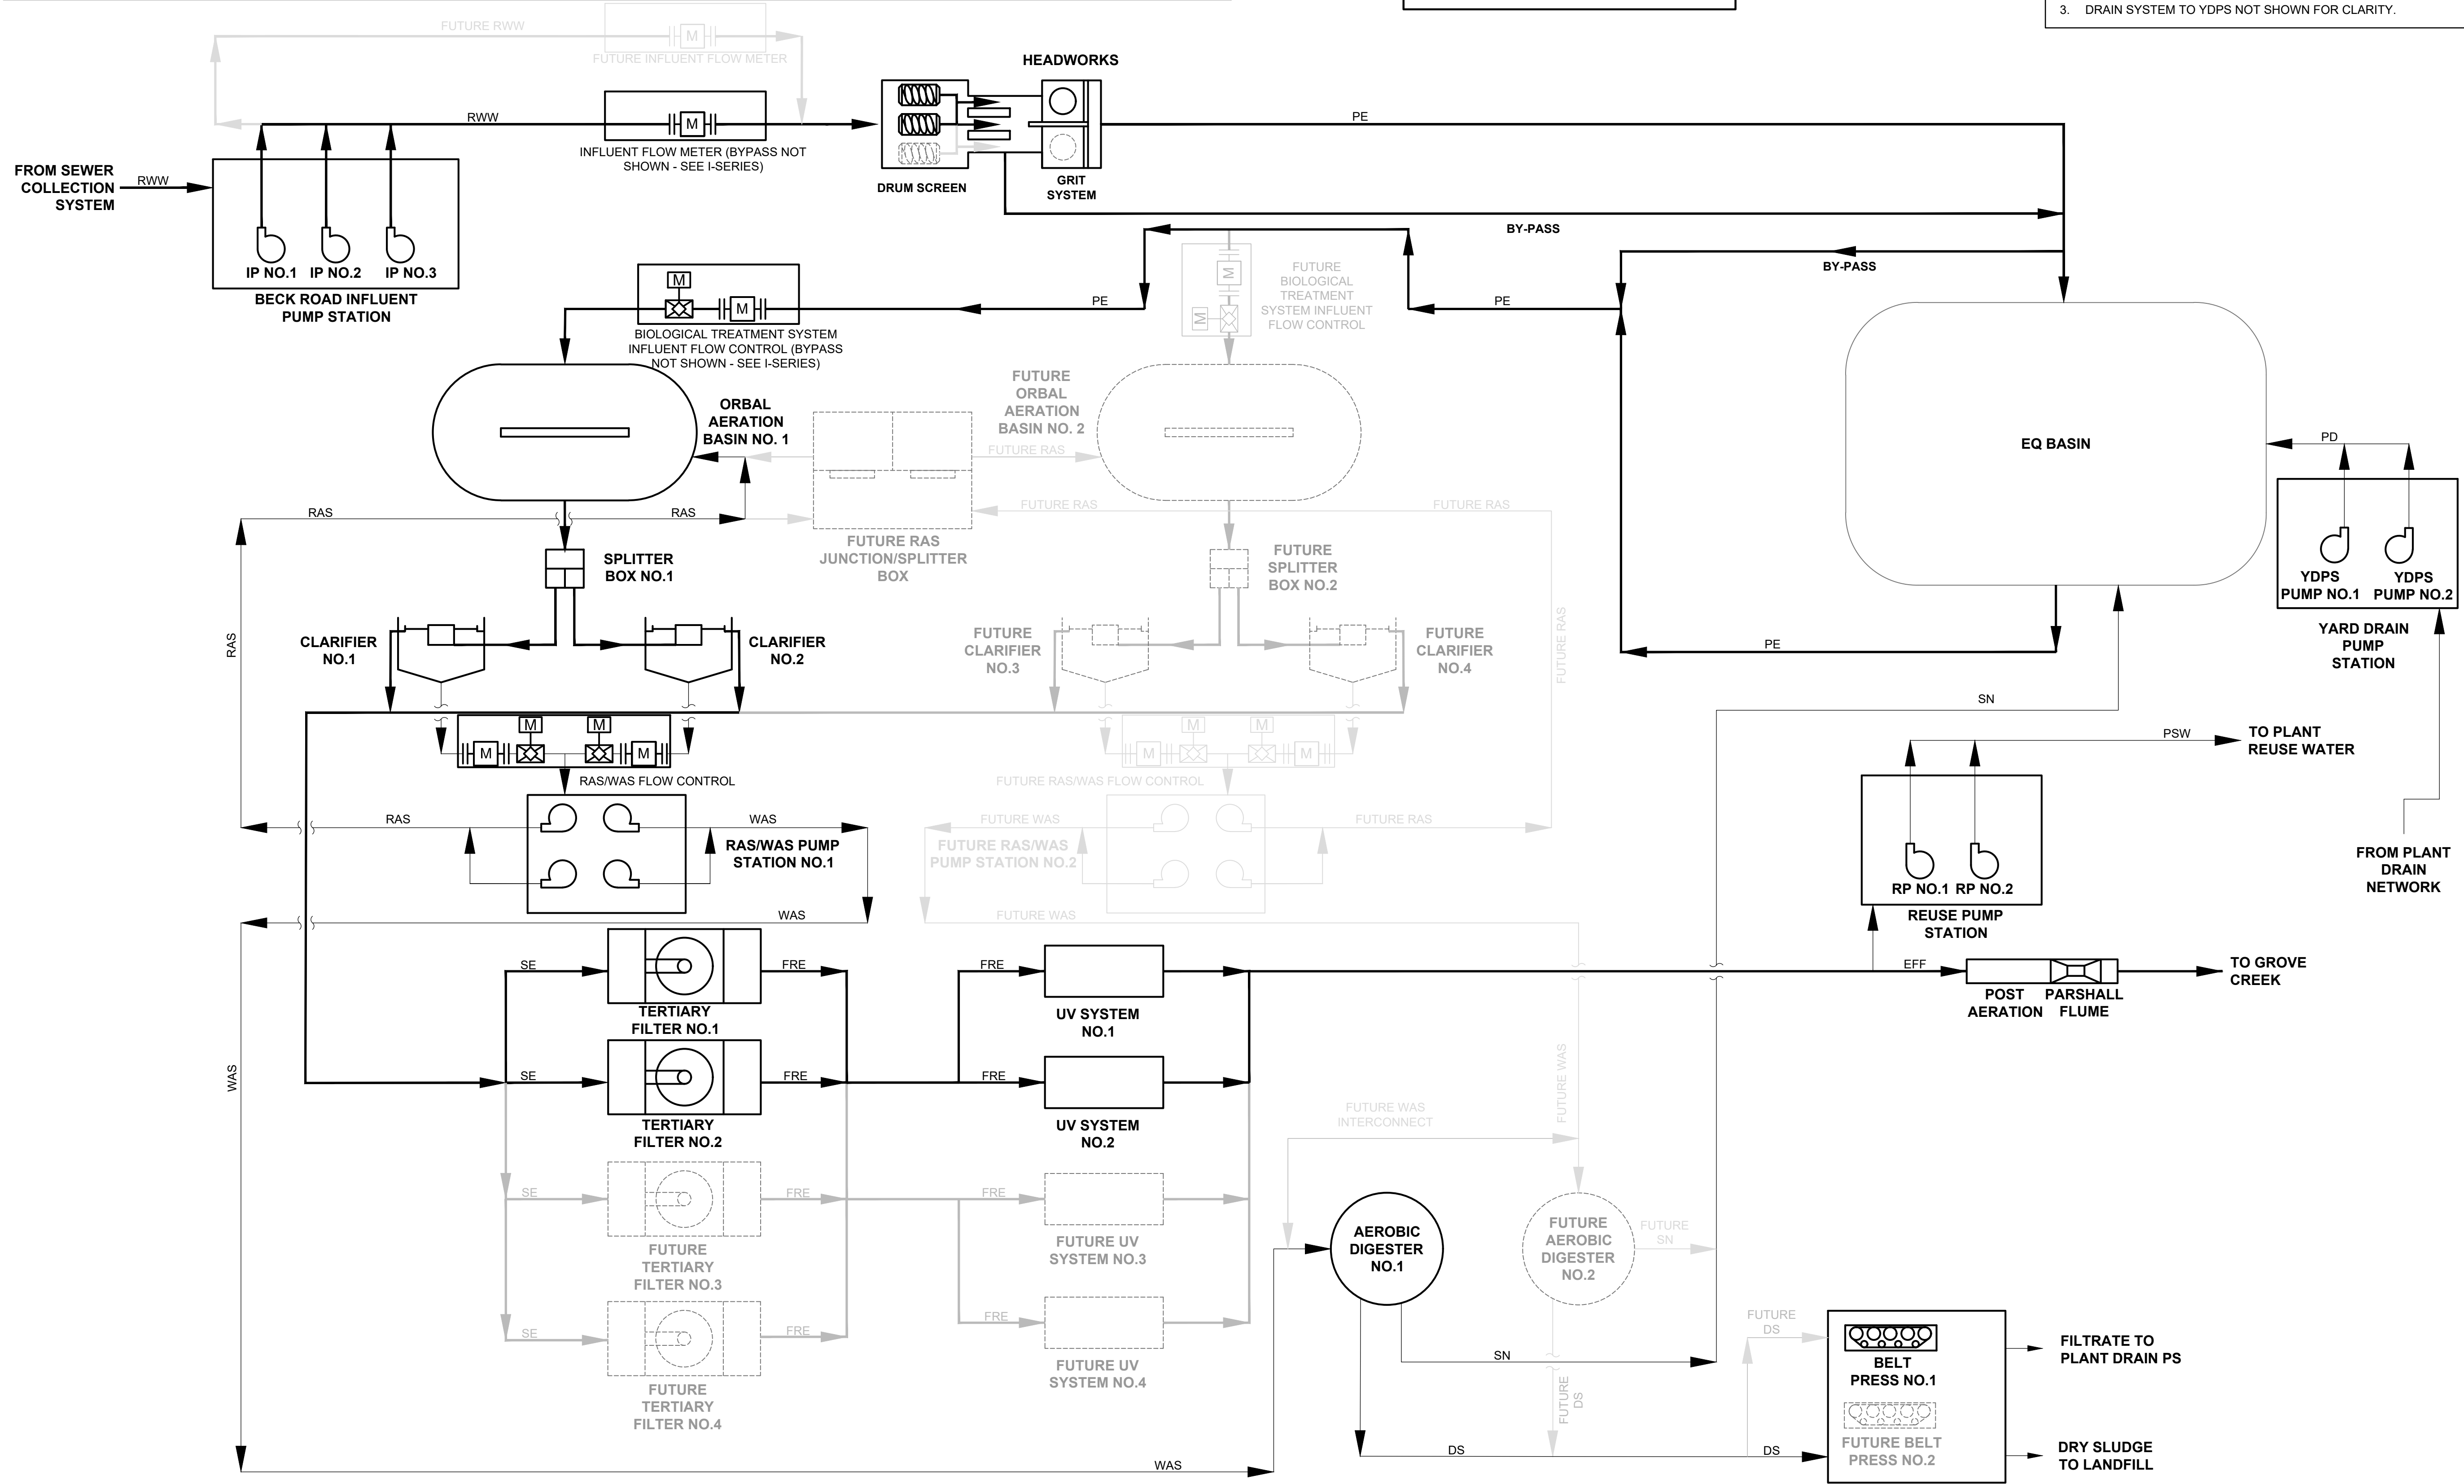 3. DRAIN SYSTEM TO YDPS NOT SHOWN FOR CLARITY.
FUTURE RWW
M
FUTURE INFLUENT FLOW METER
HEADWORKS
RWW
M
PE
INFLUENT FLOW METER (BYPASS NOT
SHOWN - SEE I-SERIES)
FROM SEWER
COLLECTION
SYSTEM
RWW
DRUM SCREEN
GRIT
SYSTEM
BY-PASS
IP NO.1
IP NO.2
IP NO.3
BECK ROAD INFLUENT
PUMP STATION
M
M
PE
BIOLOGICAL TREATMENT SYSTEM
INFLUENT FLOW CONTROL (BYPASS
NOT SHOWN - SEE I-SERIES)
M
M
FUTURE
BIOLOGICAL
TREATMENT
SYSTEM INFLUENT
FLOW CONTROL
PE
BY-PASS
ORBAL
AERATION
BASIN NO. 1
FUTURE
ORBAL
AERATION
BASIN NO. 2
FUTURE RAS
EQ BASIN
PD
RAS
RAS
FUTURE RAS
FUTURE RAS
FUTURE RAS
JUNCTION/SPLITTER
BOX
SPLITTER
BOX NO.1
FUTURE
SPLITTER
BOX NO.2
YDPS
PUMP NO.1
YDPS
PUMP NO.2
YARD DRAIN
PUMP
STATION
RAS
CLARIFIER
NO.1
CLARIFIER
NO.2
FUTURE
CLARIFIER
NO.3
FUTURE
CLARIFIER
NO.4
FUTURE RAS
PE
SN
M
M
M
M
RAS/WAS FLOW CONTROL
M
M
M
M
FUTURE RAS/WAS FLOW CONTROL
PSW
TO PLANT
REUSE WATER
RAS
WAS
RAS/WAS PUMP
STATION NO.1
FUTURE WAS
FUTURE RAS
FUTURE RAS/WAS
PUMP STATION NO.2
RP NO.1
RP NO.2
REUSE PUMP
STATION
FROM PLANT
DRAIN
NETWORK
WAS
FUTURE WAS
SE
FRE
FRE
TERTIARY
FILTER NO.1
UV SYSTEM
NO.1
EFF
POST
AERATION
PARSHALL
FLUME
TO GROVE
CREEK
WAS
SE
FRE
FRE
TERTIARY
FILTER NO.2
UV SYSTEM
NO.2
FUTURE WAS
FUTURE WAS
INTERCONNECT
SE
FRE
FRE
FUTURE
TERTIARY
FILTER NO.3
FUTURE UV
SYSTEM NO.3
AEROBIC
DIGESTER
NO.1
FUTURE
AEROBIC
DIGESTER
NO.2
FUTURE
SN
SE
FRE
FRE
FUTURE
TERTIARY
FILTER NO.4
FUTURE UV
SYSTEM NO.4
SN
FUTURE
DS
FUTURE
DS
BELT
PRESS NO.1
FUTURE BELT
PRESS NO.2
FILTRATE TO
PLANT DRAIN PS
DRY SLUDGE
TO LANDFILL
DS
DS
WAS